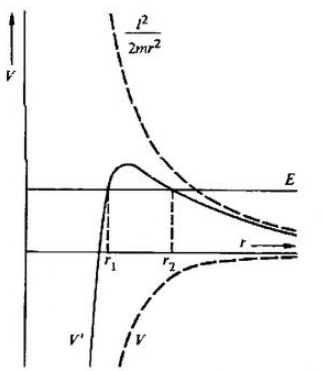 V
l²/2mr²
E
r
r₁ r₂
V' V